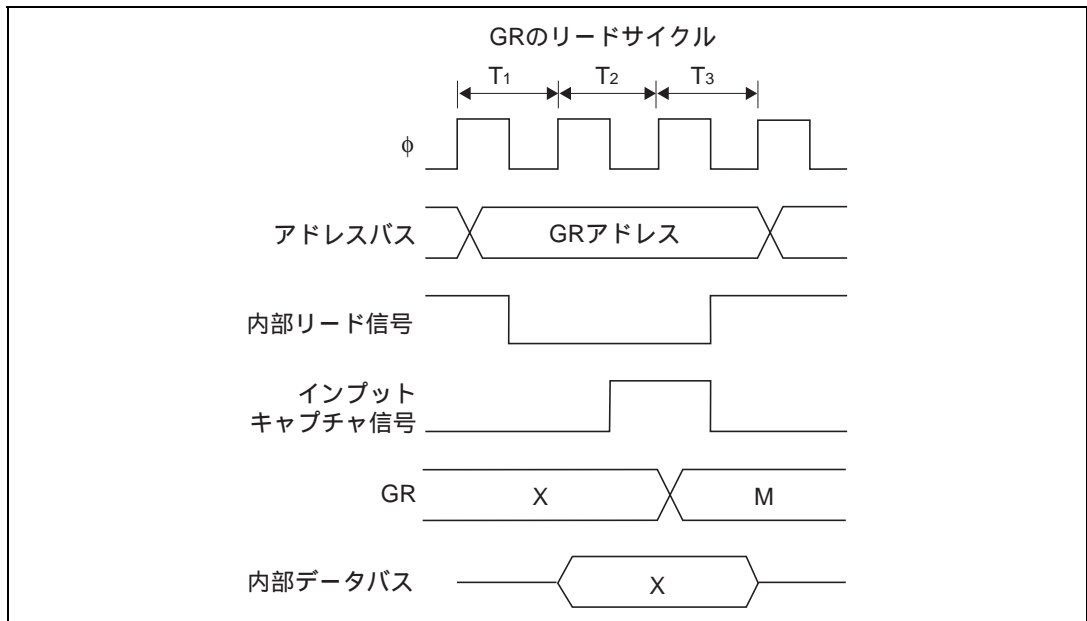 GRのリードサイクル
T1 T2 T3
φ
アドレスバス GRアドレス
内部リード信号
インプット
キャプチャ信号
GR X M
内部データバス X